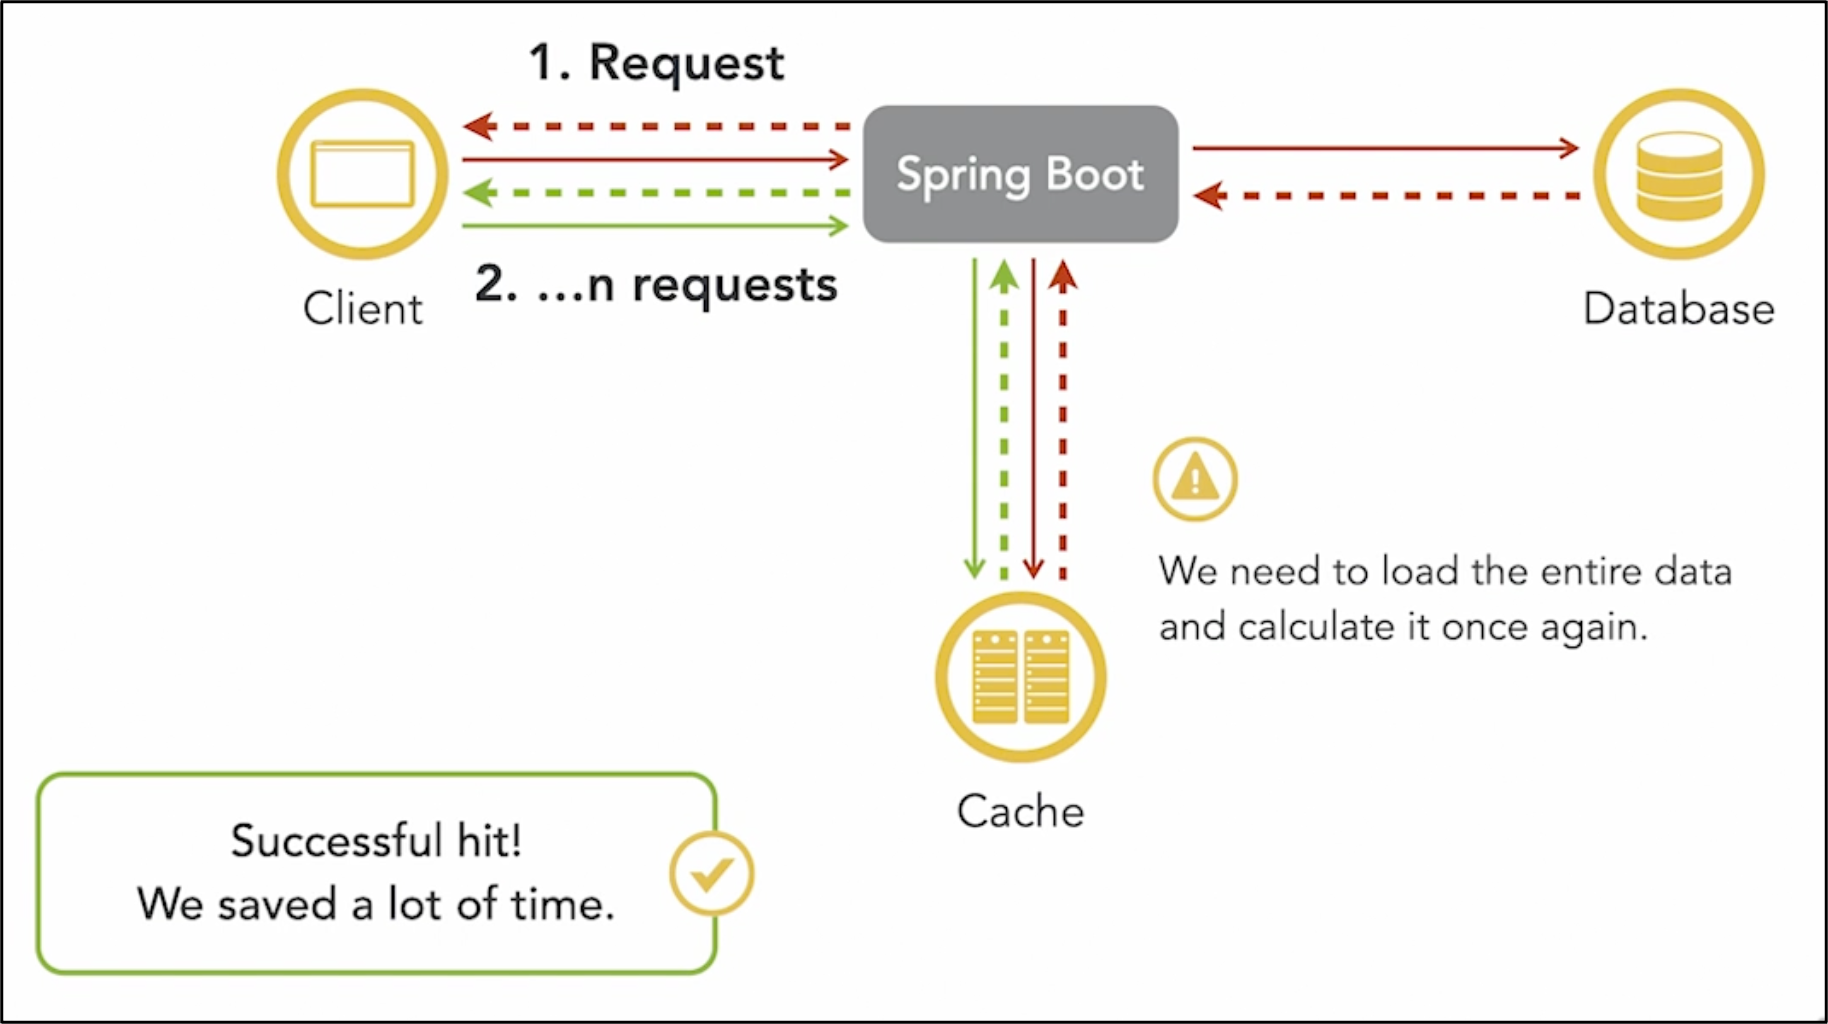 1. Request
Spring Boot
Client
2. ...n requests
Database
We need to load the entire data
and calculate it once again.
Cache
Successful hit!
We saved a lot of time.